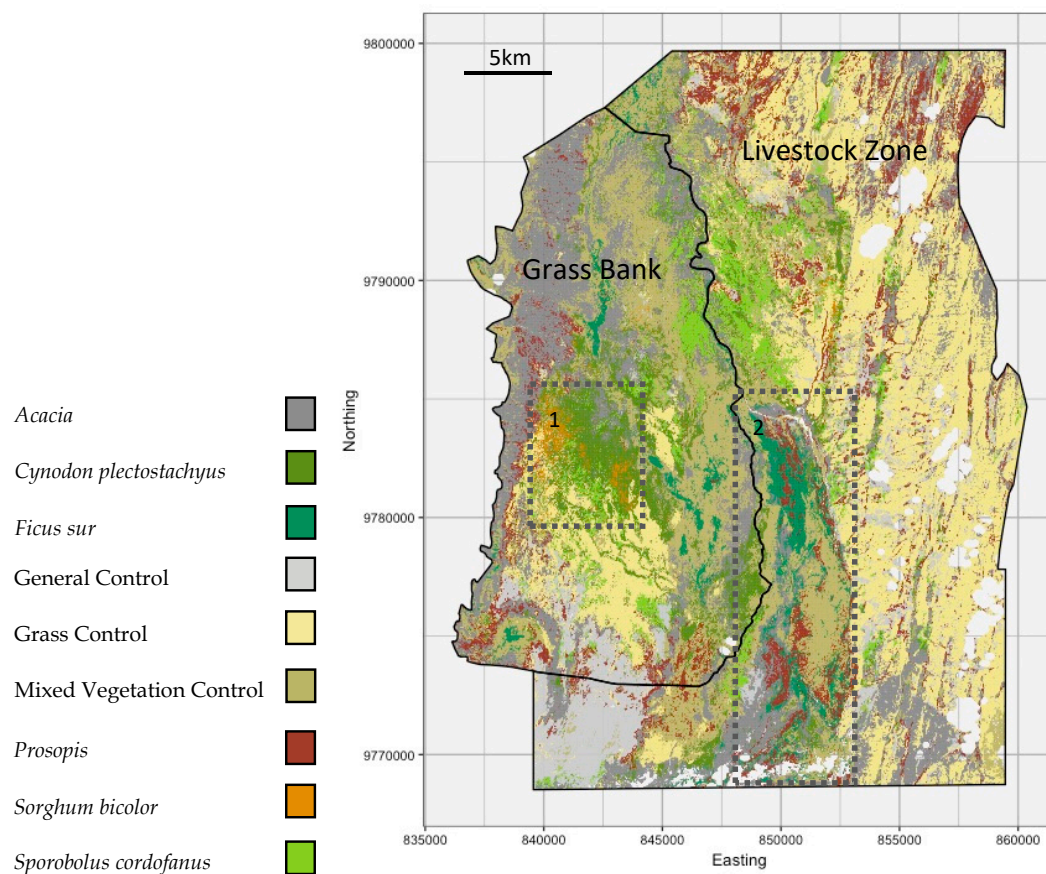 Acacia
Cynodon plectostachyus
Ficus sur
General Control
Grass Control
Mixed Vegetation Control
Prosopis
Sorghum bicolor
Sporobolus cordofanus
5km
Livestock Zone
Grass Bank
1
2
9800000
9790000
9780000
9770000
Northing
835000 840000 845000 850000 855000 860000
Easting